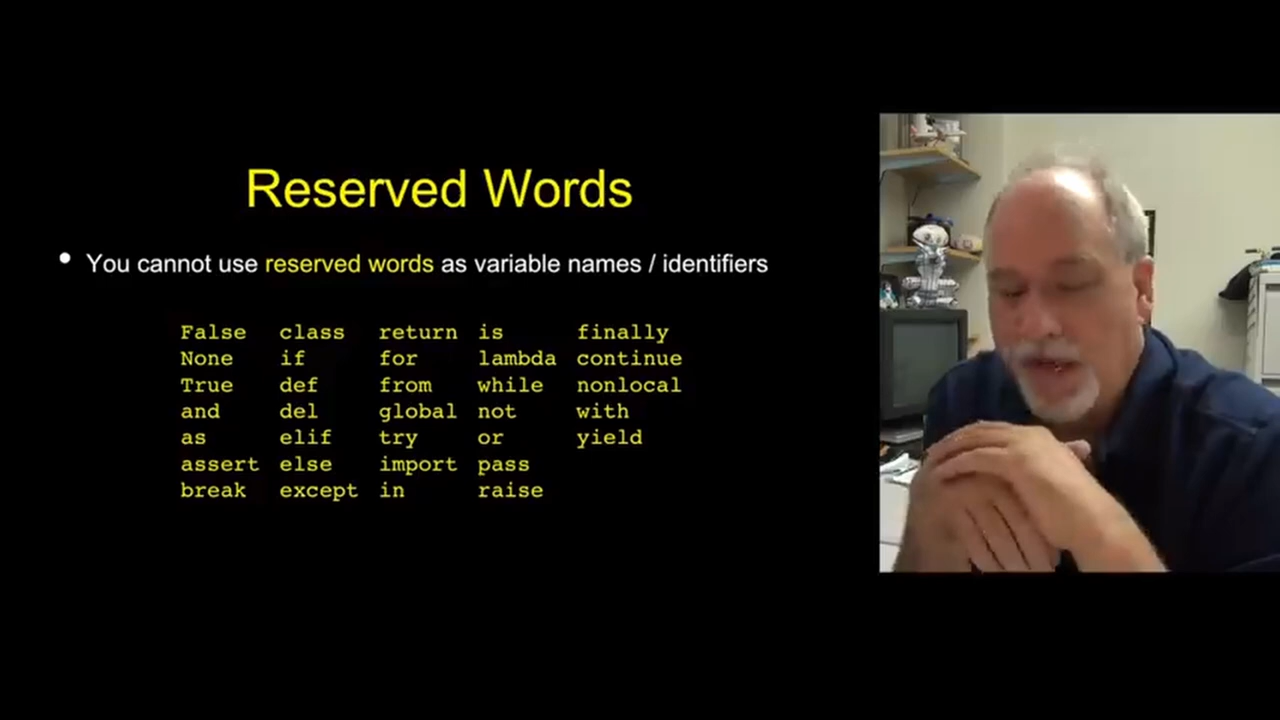 Reserved Words
• You cannot use reserved words as variable names / identifiers
False class return is finally
None if for lambda continue
True def from while nonlocal
and del global not with
as elif try or yield
assert else import pass
break except in raise